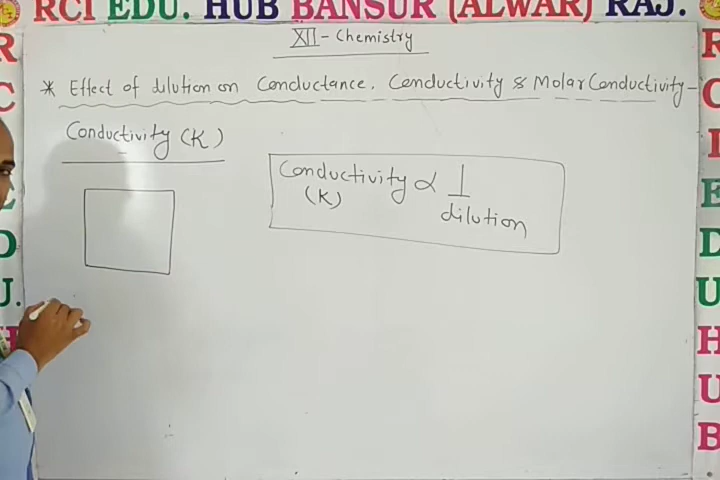 RCI EDU. HUB BANSUR (ALWAR) RAJ.
XII - Chemistry
* Effect of dilution on Conductance, Conductivity & Molar Conductivity -
Conductivity (K)
Conductivity ∝ 1
(K) dilution
R
C
E
D
U.
H
R
C
I
E
D
U
H
U
B